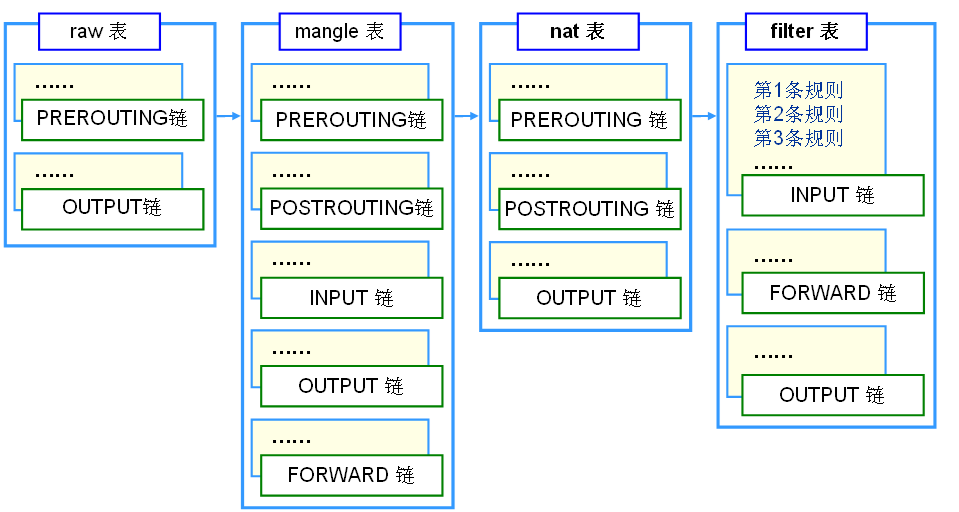 raw 表
……
PREROUTING链
……
OUTPUT链
mangle 表
……
PREROUTING链
……
POSTROUTING链
……
INPUT 链
……
OUTPUT 链
……
FORWARD 链
nat 表
……
PREROUTING 链
……
POSTROUTING 链
……
OUTPUT 链
filter 表
第1条规则
第2条规则
第3条规则
……
INPUT 链
……
FORWARD 链
……
OUTPUT 链